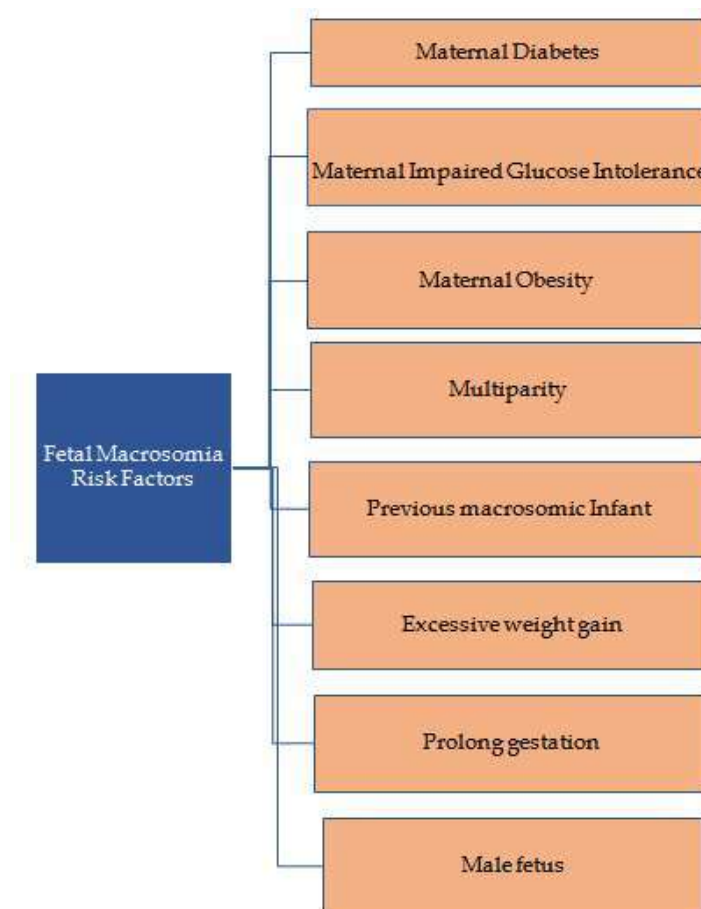 Maternal Diabetes
Maternal Impaired Glucose Intolerance
Maternal Obesity
Multiparity
Fetal Macrosomia
Risk Factors
Previous macrosomic Infant
Excessive weight gain
Prolong gestation
Male fetus